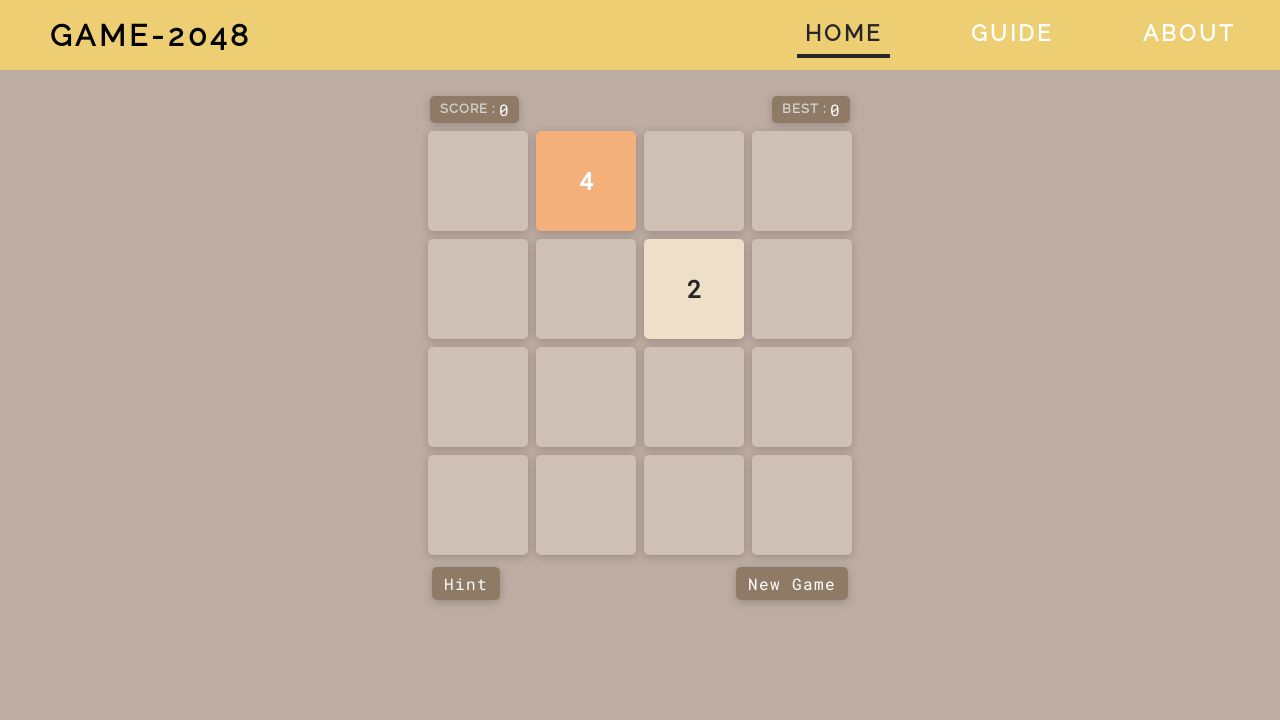 GAME-2048 HOME GUIDE ABOUT
SCORE : 0 BEST : 0
4
2
Hint New Game